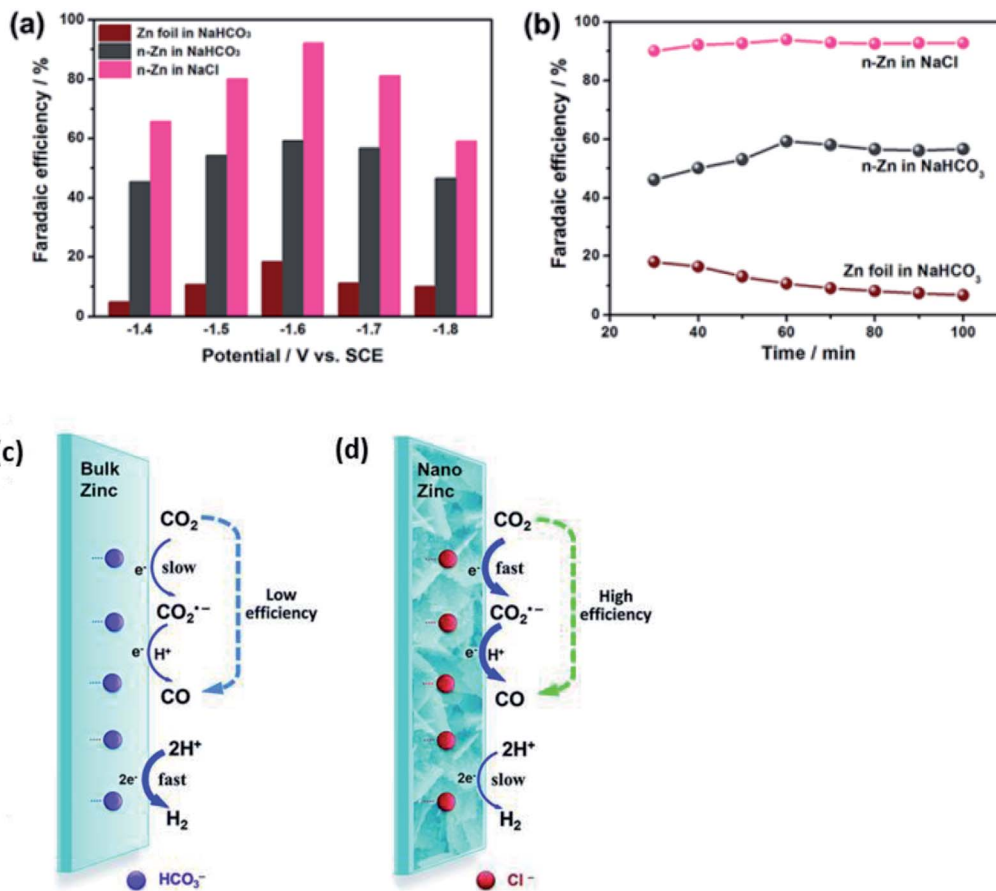 (a)
Zn foil in NaHCO₃
n-Zn in NaHCO₃
n-Zn in NaCl
Faradaic efficiency / %
100
80
60
40
20
0
-1.4 -1.5 -1.6 -1.7 -1.8
Potential / V vs. SCE
(b)
Faradaic efficiency / %
100
80
60
40
20
0
n-Zn in NaCl
n-Zn in NaHCO₃
Zn foil in NaHCO₃
20 40 60 80 100
Time / min
(c)
Bulk
Zinc
CO₂
e⁻
slow
Low
efficiency
CO₂•−
e⁻ H⁺
CO
2H⁺
2e⁻ fast
H₂
HCO₃⁻
(d)
Nano
Zinc
CO₂
e⁻
fast
High
efficiency
CO₂•−
e⁻ H⁺
CO
2H⁺
2e⁻ slow
H₂
Cl⁻